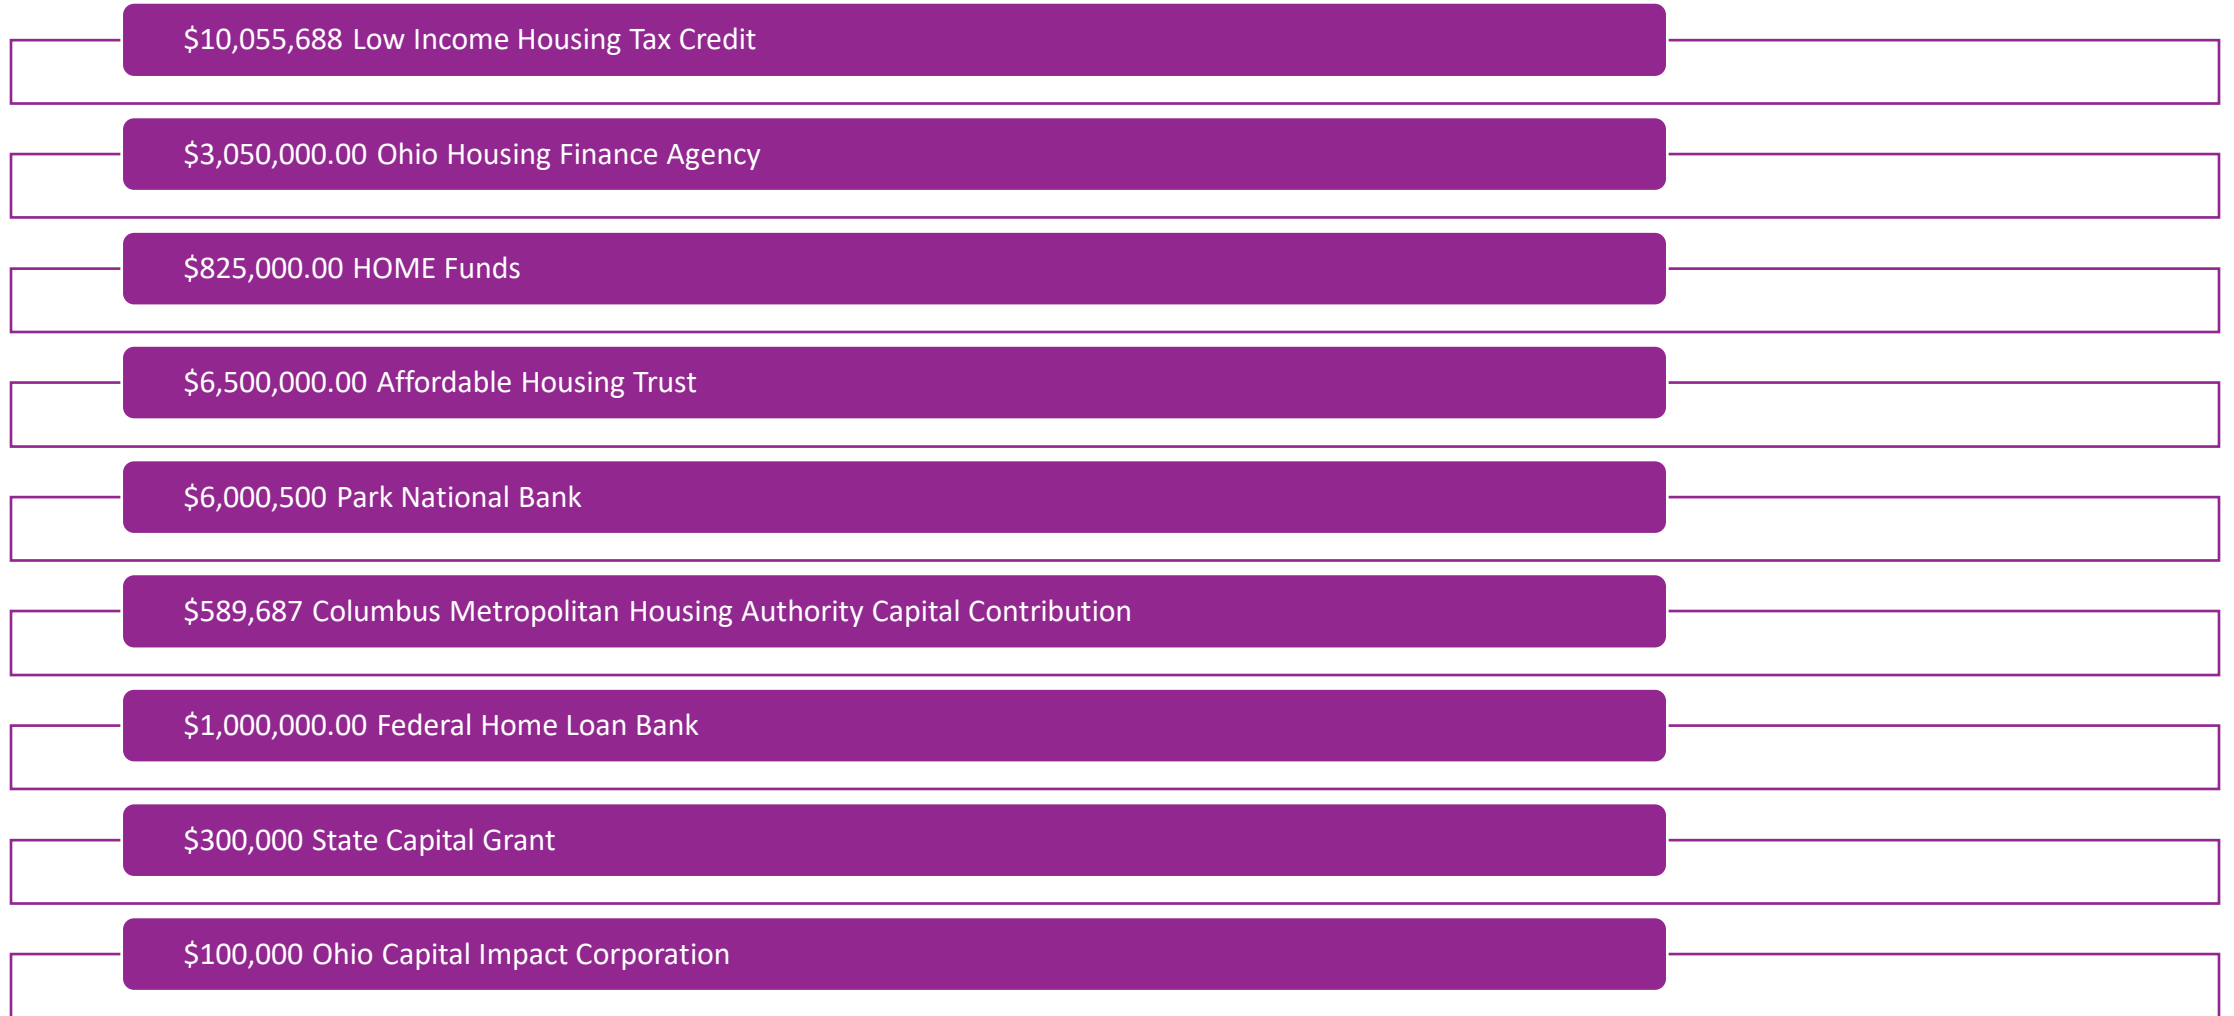 $10,055,688 Low Income Housing Tax Credit
$3,050,000.00 Ohio Housing Finance Agency
$825,000.00 HOME Funds
$6,500,000.00 Affordable Housing Trust
$6,000,500 Park National Bank
$589,687 Columbus Metropolitan Housing Authority Capital Contribution
$1,000,000.00 Federal Home Loan Bank
$300,000 State Capital Grant
$100,000 Ohio Capital Impact Corporation